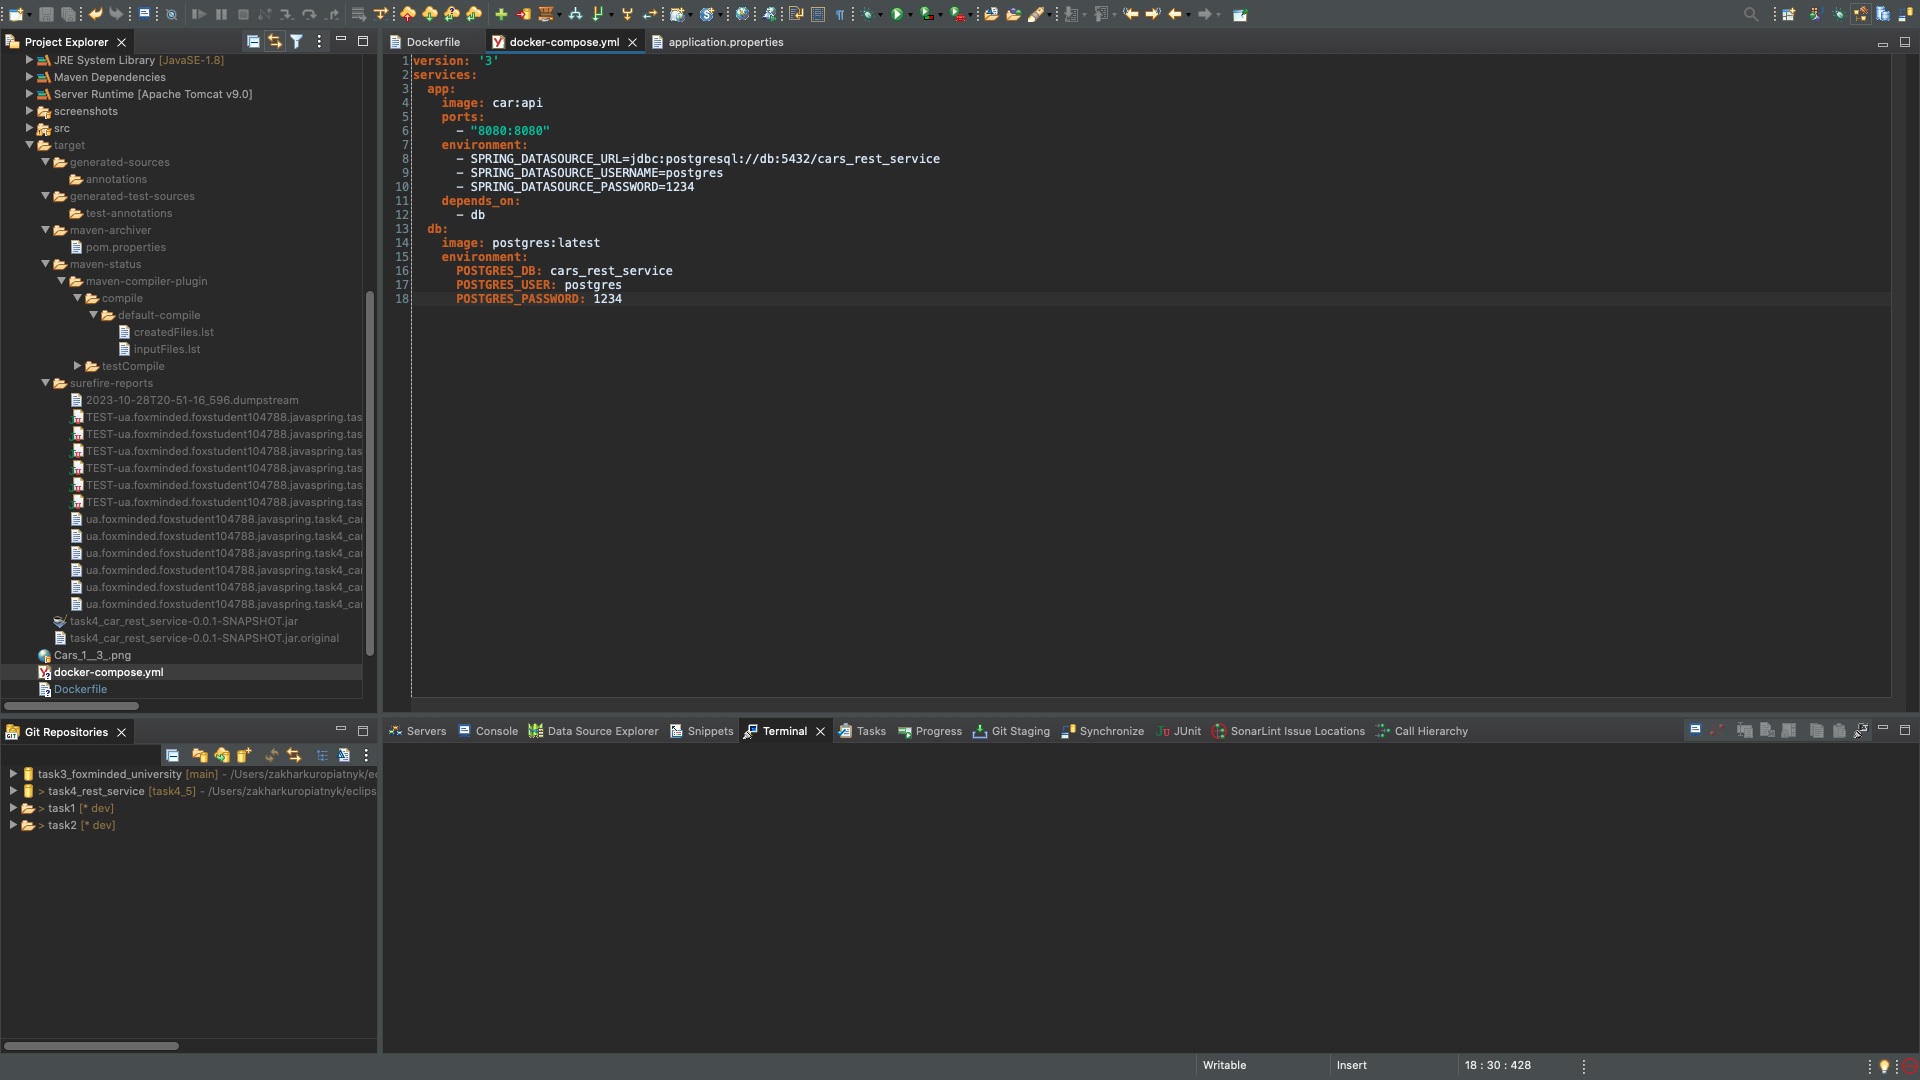 Project Explorer
JRE System Library [JavaSE-1.8]
Maven Dependencies
Server Runtime [Apache Tomcat v9.0]
screenshots
src
target
generated-sources
annotations
generated-test-sources
test-annotations
maven-archiver
pom.properties
maven-status
maven-compiler-plugin
compile
default-compile
createdFiles.lst
inputFiles.lst
testCompile
surefire-reports
2023-10-28T20-51-16_596.dumpstream
TEST-ua.foxminded.foxstudent104788.javaspring.tas
TEST-ua.foxminded.foxstudent104788.javaspring.tas
TEST-ua.foxminded.foxstudent104788.javaspring.tas
TEST-ua.foxminded.foxstudent104788.javaspring.tas
TEST-ua.foxminded.foxstudent104788.javaspring.tas
TEST-ua.foxminded.foxstudent104788.javaspring.tas
ua.foxminded.foxstudent104788.javaspring.task4_car
ua.foxminded.foxstudent104788.javaspring.task4_car
ua.foxminded.foxstudent104788.javaspring.task4_car
ua.foxminded.foxstudent104788.javaspring.task4_car
ua.foxminded.foxstudent104788.javaspring.task4_car
ua.foxminded.foxstudent104788.javaspring.task4_car
task4_car_rest_service-0.0.1-SNAPSHOT.jar
task4_car_rest_service-0.0.1-SNAPSHOT.jar.original
Cars_1__3_.png
docker-compose.yml
Dockerfile
Dockerfile docker-compose.yml application.properties
1 version: '3'
2 services:
3 app:
4 image: car:api
5 ports:
6 - "8080:8080"
7 environment:
8 - SPRING_DATASOURCE_URL=jdbc:postgresql://db:5432/cars_rest_service
9 - SPRING_DATASOURCE_USERNAME=postgres
10 - SPRING_DATASOURCE_PASSWORD=1234
11 depends_on:
12 - db
13 db:
14 image: postgres:latest
15 environment:
16 POSTGRES_DB: cars_rest_service
17 POSTGRES_USER: postgres
18 POSTGRES_PASSWORD: 1234
Git Repositories
task3_foxminded_university [main] - /Users/zakharkuropiatnyk/ec
> task4_rest_service [task4_5] - /Users/zakharkuropiatnyk/eclips
> task1 [* dev]
> task2 [* dev]
Servers Console Data Source Explorer Snippets Terminal Tasks Progress Git Staging Synchronize JUnit SonarLint Issue Locations Call Hierarchy
Writable Insert 18 : 30 : 428